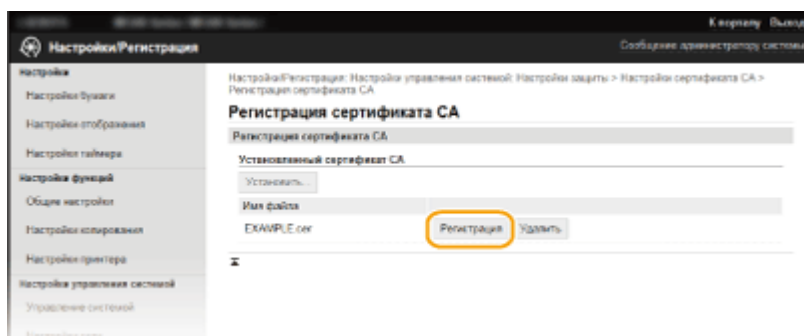 К порталу Выход
Настройки/Регистрация
Сообщение администратору системы
Настройки
Настройки бумаги
Настройки отображения
Настройки таймера
Настройки функций
Общие настройки
Настройки копирования
Настройки принтера
Настройки управления системой
Управление системой
Настройки/Регистрация: Настройки управления системой: Настройки защиты > Настройки сертификата CA >
Регистрация сертификата CA
Регистрация сертификата CA
Регистрация сертификата CA
Установленный сертификат CA
Установить...
Имя файла
EXAMPLE.cer Регистрация Удалить